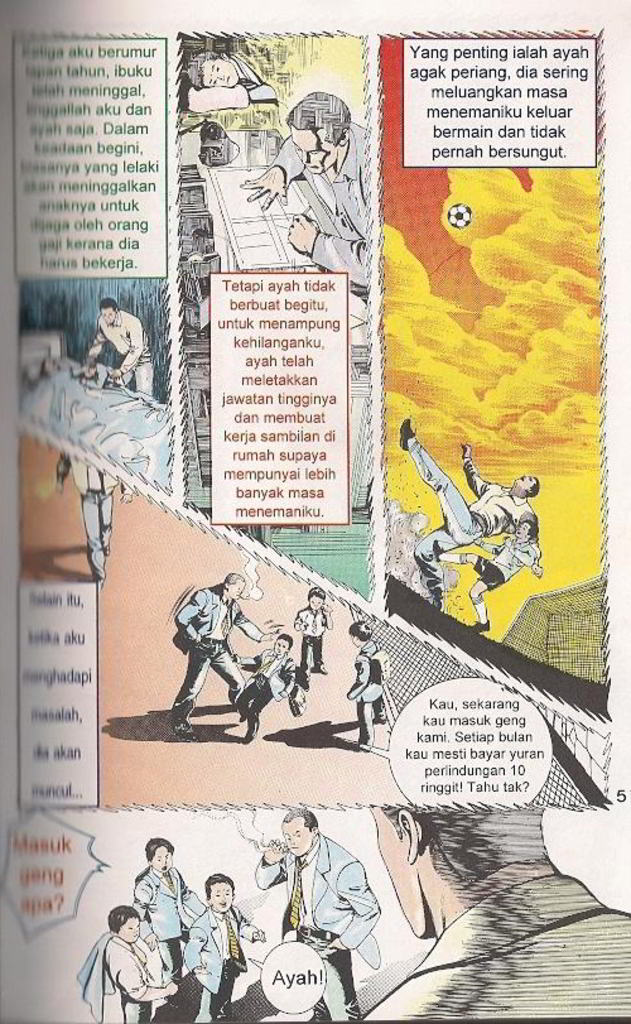 Ketiga aku berumur
lapan tahun, ibuku
telah meninggal,
tinggallah aku dan
ayah saja. Dalam
keadaan begini,
biasanya yang lelaki
akan meninggalkan
anaknya untuk
dijaga oleh orang
gaji kerana dia
harus bekerja.
Tetapi ayah tidak
berbuat begitu,
untuk menampung
kehilanganku,
ayah telah
meletakkan
jawatan tingginya
dan membuat
kerja sambilan di
rumah supaya
mempunyai lebih
banyak masa
menemaniku.
Yang penting ialah ayah
agak periang, dia sering
meluangkan masa
menemaniku keluar
bermain dan tidak
pernah bersungut.
Selain itu,
ketika aku
menghadapi
masalah,
dia akan
muncul...
Kau, sekarang
kau masuk geng
kami. Setiap bulan
kau mesti bayar yuran
perlindungan 10
ringgit! Tahu tak?
5
Masuk
geng
apa?
Ayah!